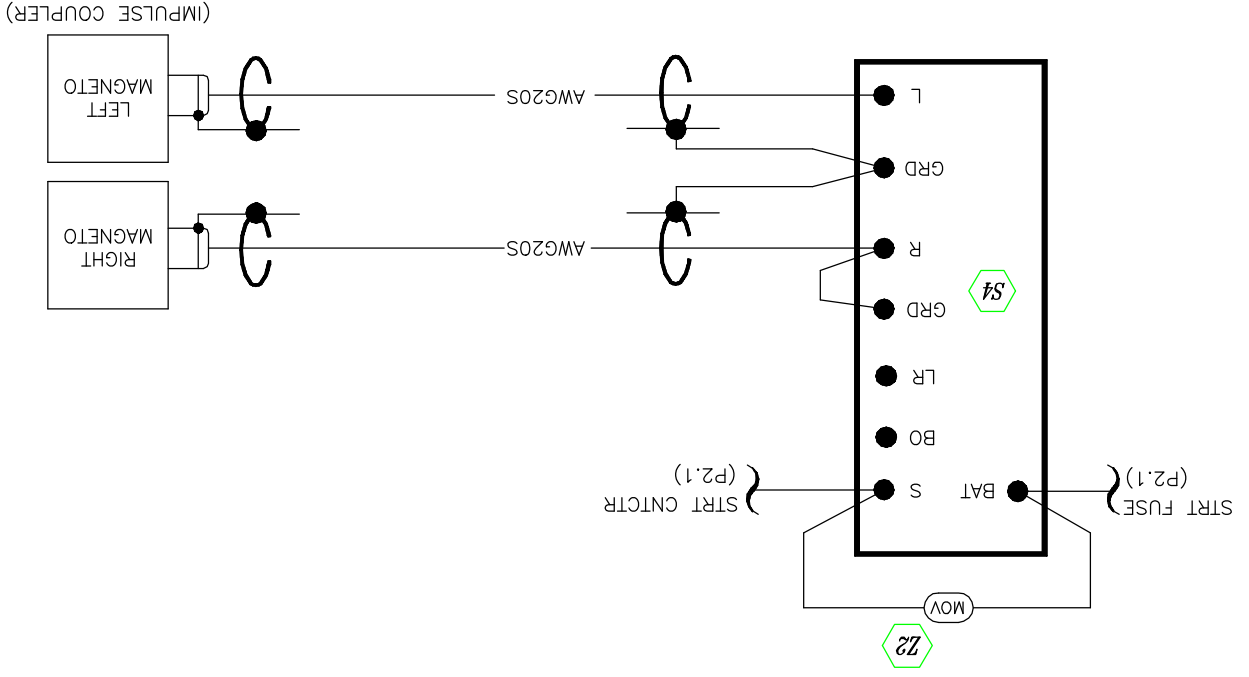 Z2
MOV
STRT FUSE
(P2.1)
BAT
S
STRT CNTCTR
(P2.1)
BO
LR
GRD
S4
R
AWG20S
RIGHT
MAGNETO
GRD
L
AWG20S
LEFT
MAGNETO
(IMPULSE COUPLER)